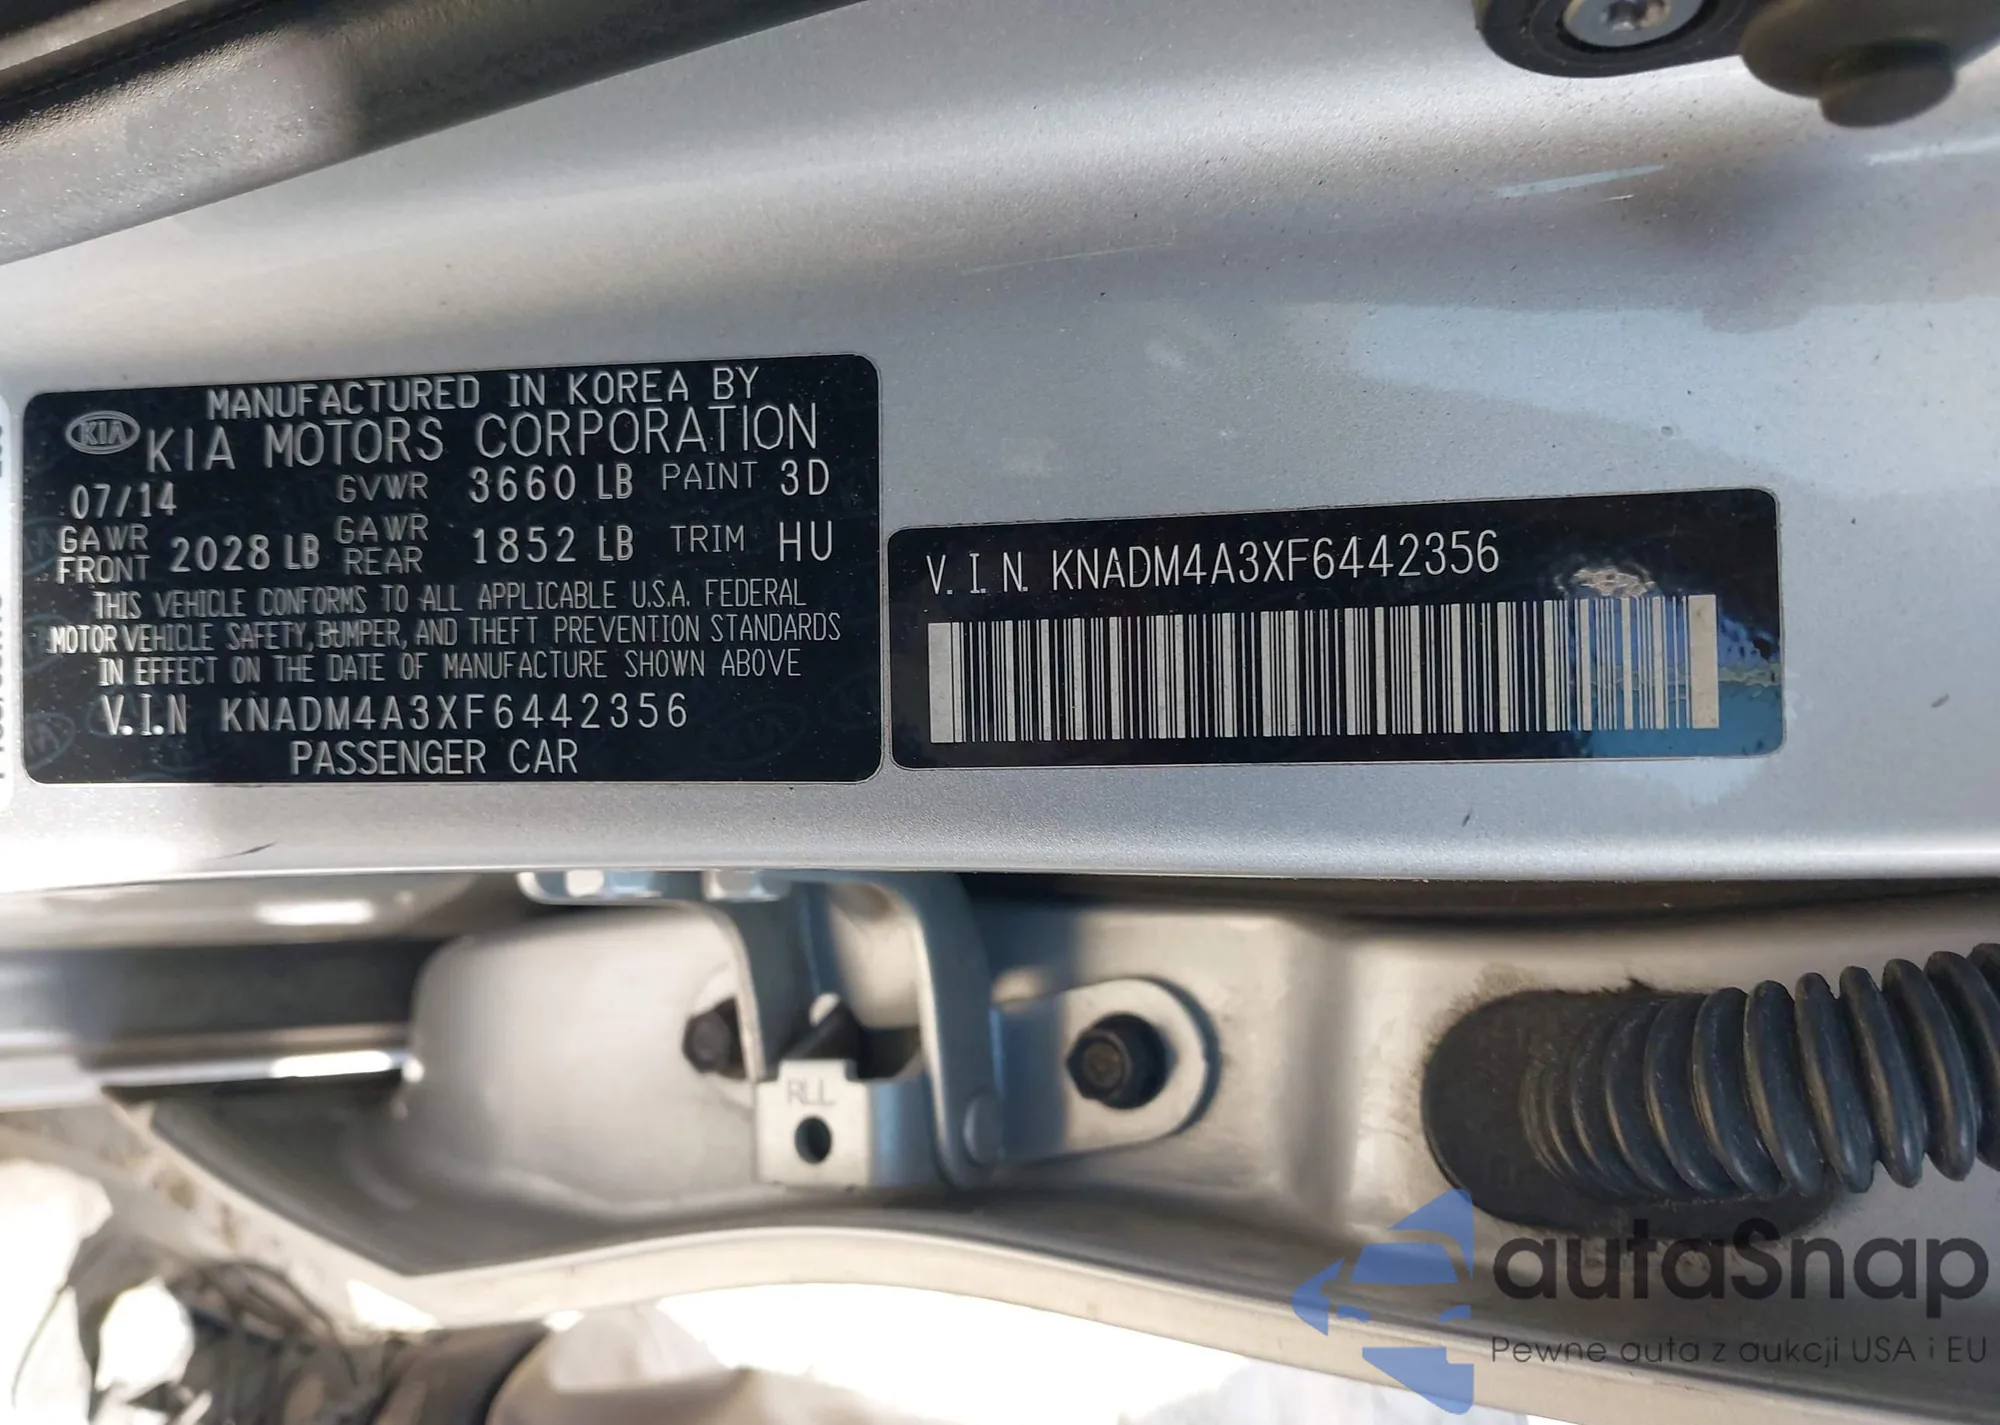 MANUFACTURED IN KOREA BY
KIA KIA MOTORS CORPORATION
07/14 GVWR 3660 LB PAINT 3D
GAWR FRONT 2028 LB GAWR REAR 1852 LB TRIM HU
THIS VEHICLE CONFORMS TO ALL APPLICABLE U.S.A. FEDERAL
MOTOR VEHICLE SAFETY, BUMPER, AND THEFT PREVENTION STANDARDS
IN EFFECT ON THE DATE OF MANUFACTURE SHOWN ABOVE
V.I.N KNADM4A3XF6442356
PASSENGER CAR
V.I.N. KNADM4A3XF6442356
RLL
autaSnap
Pewne auta z aukcji USA i EU